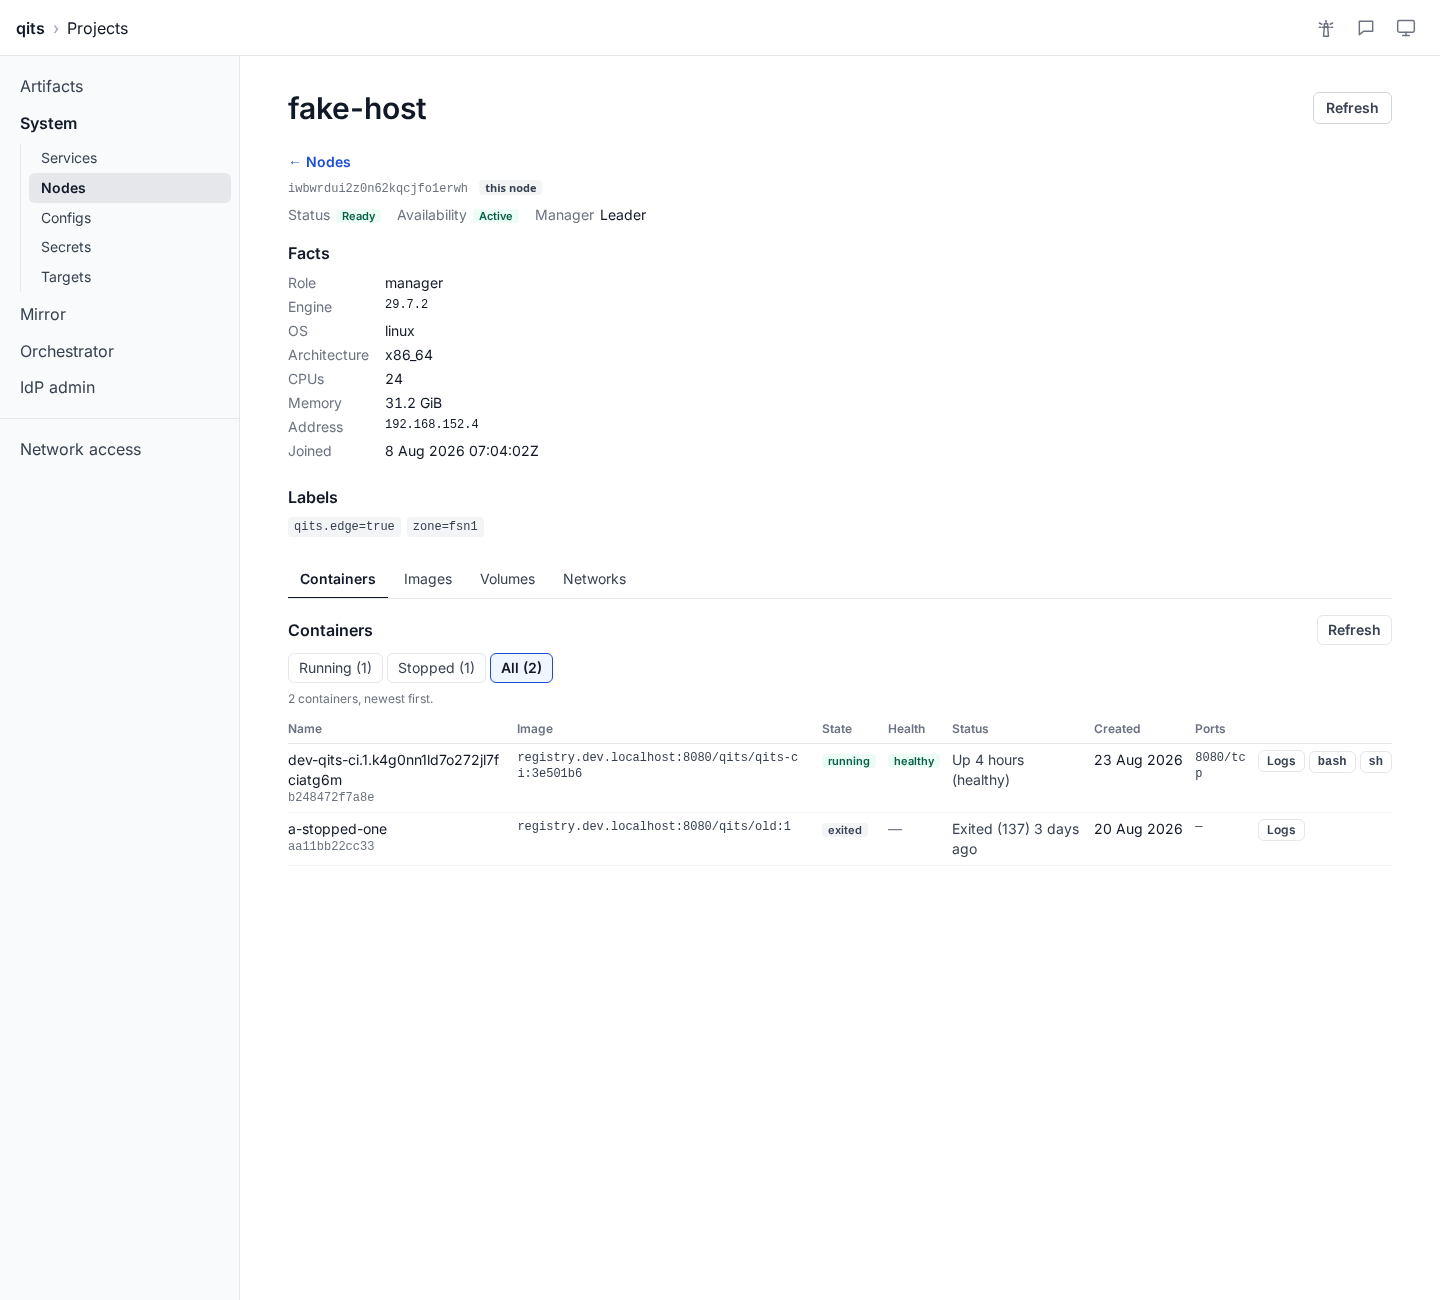 qits › Projects
Artifacts
System
Services
Nodes
Configs
Secrets
Targets
Mirror
Orchestrator
IdP admin
Network access
fake-host
Refresh
← Nodes
iwbwrdui2z0n62kqcjfo1erwh this node
Status Ready Availability Active Manager Leader
Facts
Role manager
Engine 29.7.2
OS linux
Architecture x86_64
CPUs 24
Memory 31.2 GiB
Address 192.168.152.4
Joined 8 Aug 2026 07:04:02Z
Labels
qits.edge=true zone=fsn1
Containers Images Volumes Networks
Containers
Refresh
Running (1) Stopped (1) All (2)
2 containers, newest first.
Name Image State Health Status Created Ports
dev-qits-ci.1.k4g0nn1ld7o272jl7f registry.dev.localhost:8080/qits/qits-c running healthy Up 4 hours 23 Aug 2026 8080/tc Logs bash sh
ciatg6m i:3e501b6 (healthy) p
b248472f7a8e
a-stopped-one registry.dev.localhost:8080/qits/old:1 exited — Exited (137) 3 days 20 Aug 2026 — Logs
aa11bb22cc33 ago